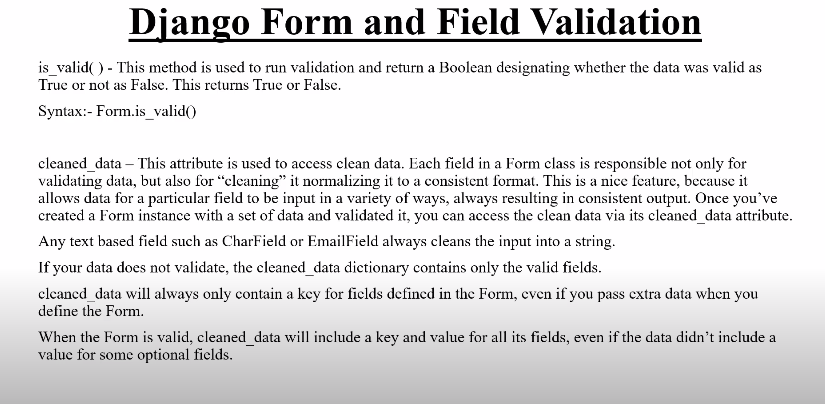 Django Form and Field Validation
is_valid( ) - This method is used to run validation and return a Boolean designating whether the data was valid as
True or not as False. This returns True or False.
Syntax:- Form.is_valid()
cleaned_data – This attribute is used to access clean data. Each field in a Form class is responsible not only for
validating data, but also for “cleaning” it normalizing it to a consistent format. This is a nice feature, because it
allows data for a particular field to be input in a variety of ways, always resulting in consistent output. Once you’ve
created a Form instance with a set of data and validated it, you can access the clean data via its cleaned_data attribute.
Any text based field such as CharField or EmailField always cleans the input into a string.
If your data does not validate, the cleaned_data dictionary contains only the valid fields.
cleaned_data will always only contain a key for fields defined in the Form, even if you pass extra data when you
define the Form.
When the Form is valid, cleaned_data will include a key and value for all its fields, even if the data didn’t include a
value for some optional fields.